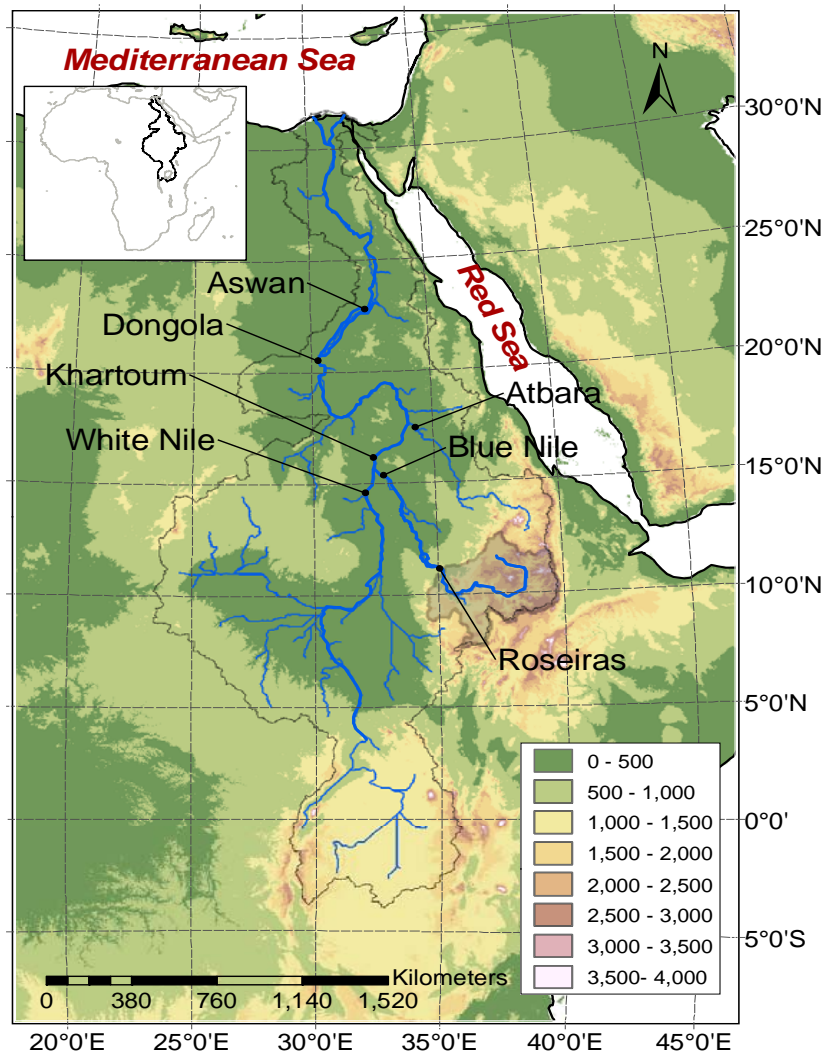 Mediterranean Sea
N
30°0'N
25°0'N
Red Sea
Aswan
Dongola
20°0'N
Khartoum
Atbara
White Nile
Blue Nile
15°0'N
10°0'N
Roseiras
5°0'N
0 - 500
500 - 1,000
1,000 - 1,500
0°0'
1,500 - 2,000
2,000 - 2,500
2,500 - 3,000
5°0'S
3,000 - 3,500
3,500- 4,000
Kilometers
0 380 760 1,140 1,520
20°0'E 25°0'E 30°0'E 35°0'E 40°0'E 45°0'E